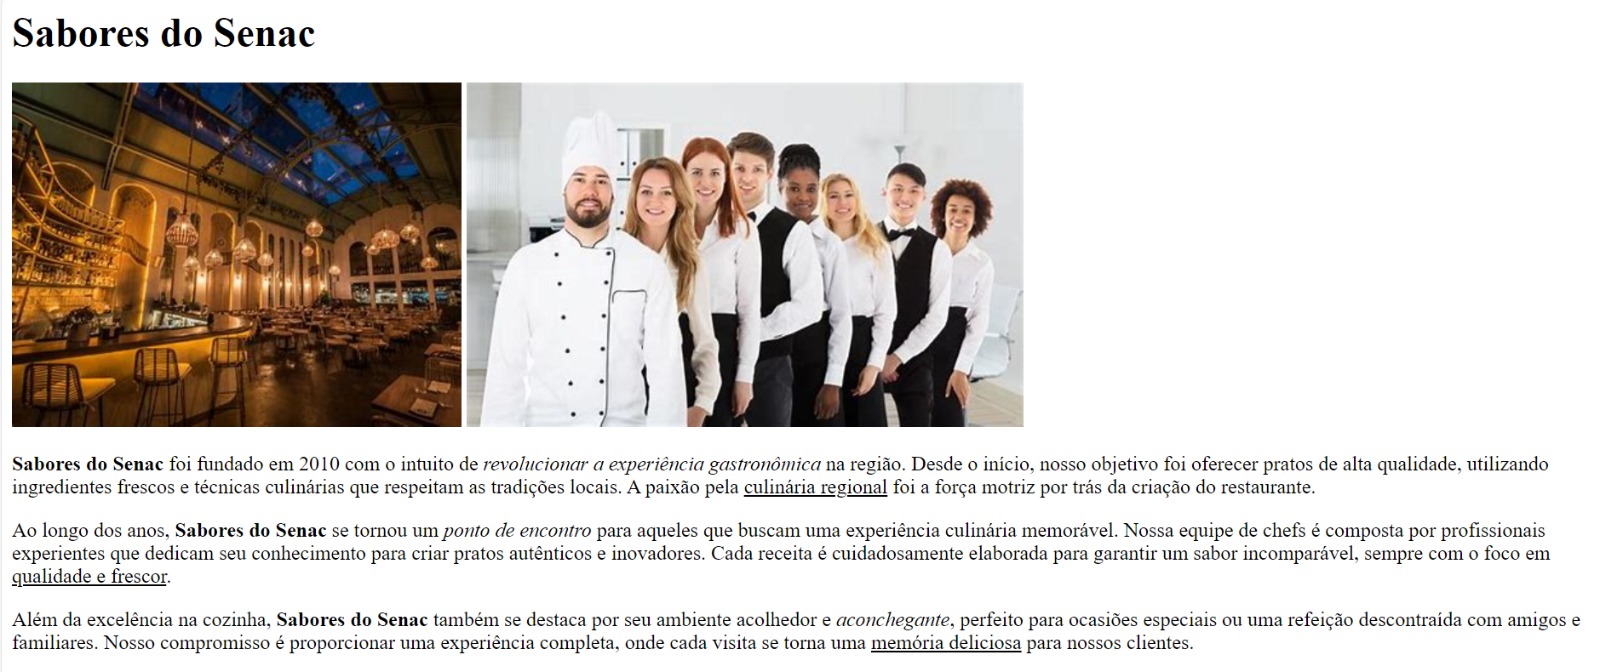 Sabores do Senac
Sabores do Senac foi fundado em 2010 com o intuito de revolucionar a experiência gastronômica na região. Desde o início, nosso objetivo foi oferecer pratos de alta qualidade, utilizando
ingredientes frescos e técnicas culinárias que respeitam as tradições locais. A paixão pela culinária regional foi a força motriz por trás da criação do restaurante.
Ao longo dos anos, Sabores do Senac se tornou um ponto de encontro para aqueles que buscam uma experiência culinária memorável. Nossa equipe de chefs é composta por profissionais
experientes que dedicam seu conhecimento para criar pratos autênticos e inovadores. Cada receita é cuidadosamente elaborada para garantir um sabor incomparável, sempre com o foco em
qualidade e frescor.
Além da excelência na cozinha, Sabores do Senac também se destaca por seu ambiente acolhedor e aconchegante, perfeito para ocasiões especiais ou uma refeição descontraída com amigos e
familiares. Nosso compromisso é proporcionar uma experiência completa, onde cada visita se torna uma memória deliciosa para nossos clientes.